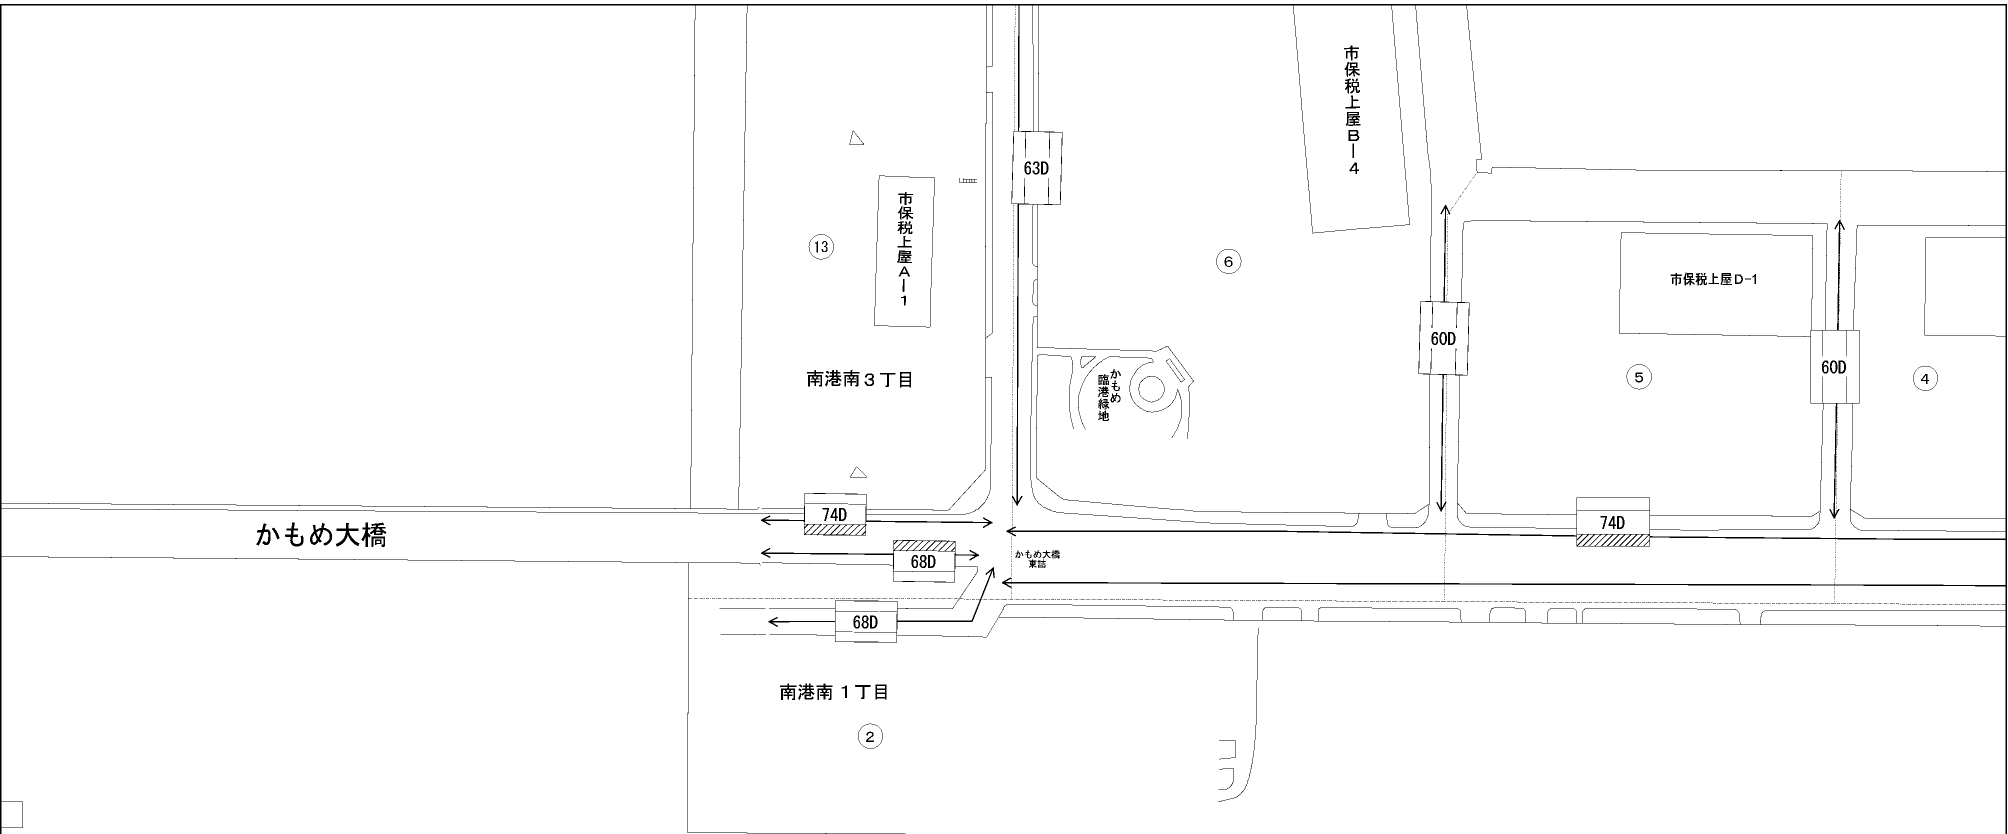 市保税上屋B-4
63D
市保税上屋A-1
13
6
市保税上屋D-1
60D
60D
南港南3丁目
かもめ
臨港緑地
5
4
74D
74D
かもめ大橋
68D
かもめ大橋
東詰
68D
南港南1丁目
2